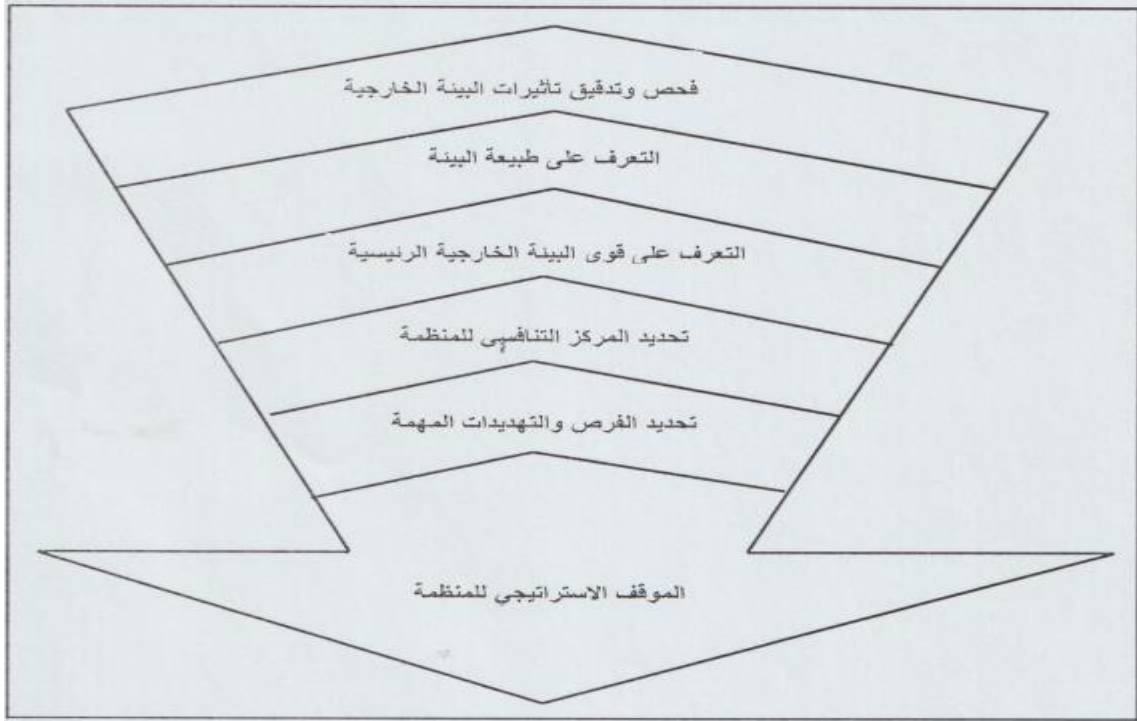 فحص وتدقيق تأثيرات البيئة الخارجية
التعرف على طبيعة البيئة
التعرف على قوى البيئة الخارجية الرئيسية
تحديد المركز التنافسي للمنظمة
تحديد الفرص والتهديدات المهمة
الموقف الاستراتيجي للمنظمة